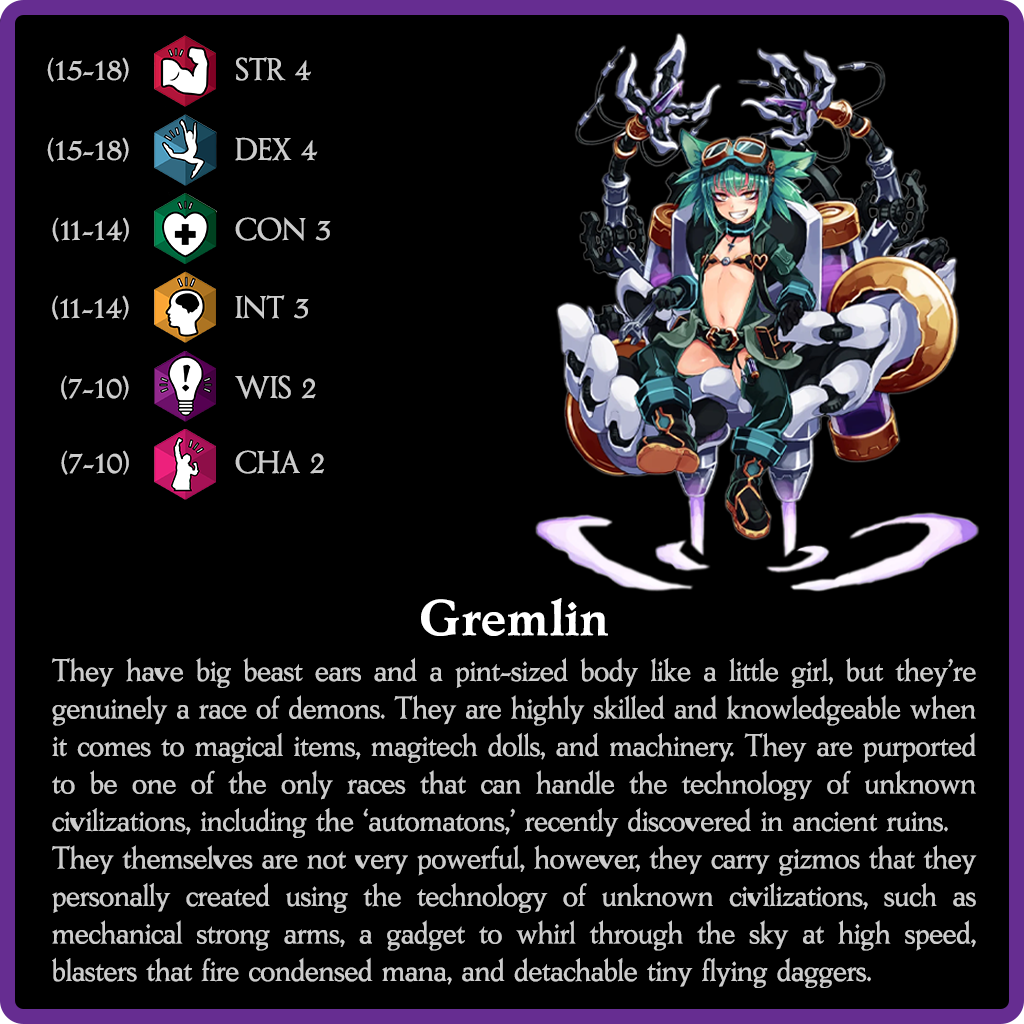 (15-18) STR 4
(15-18) DEX 4
(11-14) CON 3
(11-14) INT 3
(7-10) WIS 2
(7-10) CHA 2
Gremlin
They have big beast ears and a pint-sized body like a little girl, but they're
genuinely a race of demons. They are highly skilled and knowledgeable when
it comes to magical items, magitech dolls, and machinery. They are purported
to be one of the only races that can handle the technology of unknown
civilizations, including the ‘automatons,’ recently discovered in ancient ruins.
They themselves are not very powerful, however, they carry gizmos that they
personally created using the technology of unknown civilizations, such as
mechanical strong arms, a gadget to whirl through the sky at high speed,
blasters that fire condensed mana, and detachable tiny flying daggers.